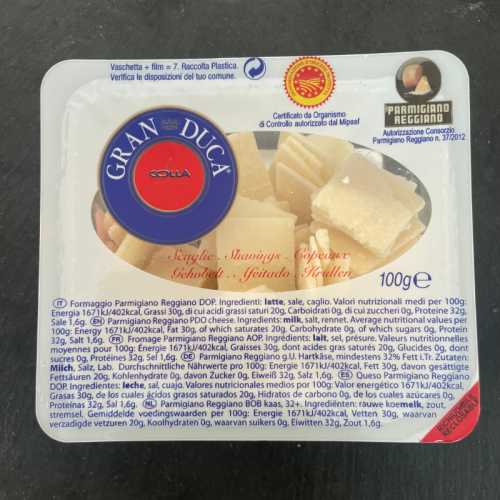 Vaschetta + film = 7. Raccolta Plastica.
Verifica le disposizioni del tuo comune.
Certificato da Organismo
di Controllo autorizzato dal Mipaaf
PARMIGIANO
REGGIANO
Autorizzazione Consorzio
Parmigiano Reggiano n. 37/2012
GRAN DUCA
COLLA
Scaglie . Shavings . Copeaux
Gehobelt . Afeitado . Krullen
100g℮
IT Formaggio Parmigiano Reggiano DOP. Ingredienti: latte, sale, caglio. Valori nutrizionali medi per 100g:
Energia 1671kJ/402kcal, Grassi 30g, di cui acidi grassi saturi 20g, Carboidrati 0g, di cui zuccheri 0g, Proteine 32g,
Sale 1,6g. EN Parmigiano Reggiano PDO cheese. Ingredients: milk, salt, rennet. Average nutritional values per
100g: Energy 1671kJ/402kcal, Fat 30g, of which saturates 20g, Carbohydrate 0g, of which sugars 0g, Protein
32g, Salt 1,6g. FR Fromage Parmigiano Reggiano AOP. Ingrédients: lait, sel, présure. Valeurs nutritionnelles
moyennes pour 100g: Énergie 1671kJ/402kcal, Graisses 30g, dont acides gras saturés 20g, Glucides 0g, dont
sucres 0g, Protéines 32g, Sel 1,6g. DE Parmigiano Reggiano g.U. Hartkäse, mindestens 32% Fett i.Tr. Zutaten:
Milch, Salz, Lab. Durchschnittliche Nährwerte pro 100g: Energie 1671kJ/402kcal, Fett 30g, davon gesättigte
Fettsäuren 20g, Kohlenhydrate 0g, davon Zucker 0g, Eiweiß 32g, Salz 1,6g. ES Queso Parmigiano Reggiano
DOP. Ingredientes: leche, sal, cuajo. Valores nutricionales medios por 100g: Valor energético 1671kJ/402kcal,
Grasas 30g, de los cuales ácidos grasos saturados 20g, Hidratos de carbono 0g, de los cuales azúcares 0g,
Proteínas 32g, Sal 1,6g. NL Parmigiano Reggiano BOB kaas, 32+. Ingrediënten: rauwe koemelk, zout,
stremsel. Gemiddelde voedingswaarden per 100g: Energie 1671kJ/402kcal, Vetten 30g, waarvan
verzadigde vetzuren 20g, Koolhydraten 0g, waarvan suikers 0g, Eiwitten 32g, Zout 1,6g.
RICHIUDIBILE
RECLOSABLE